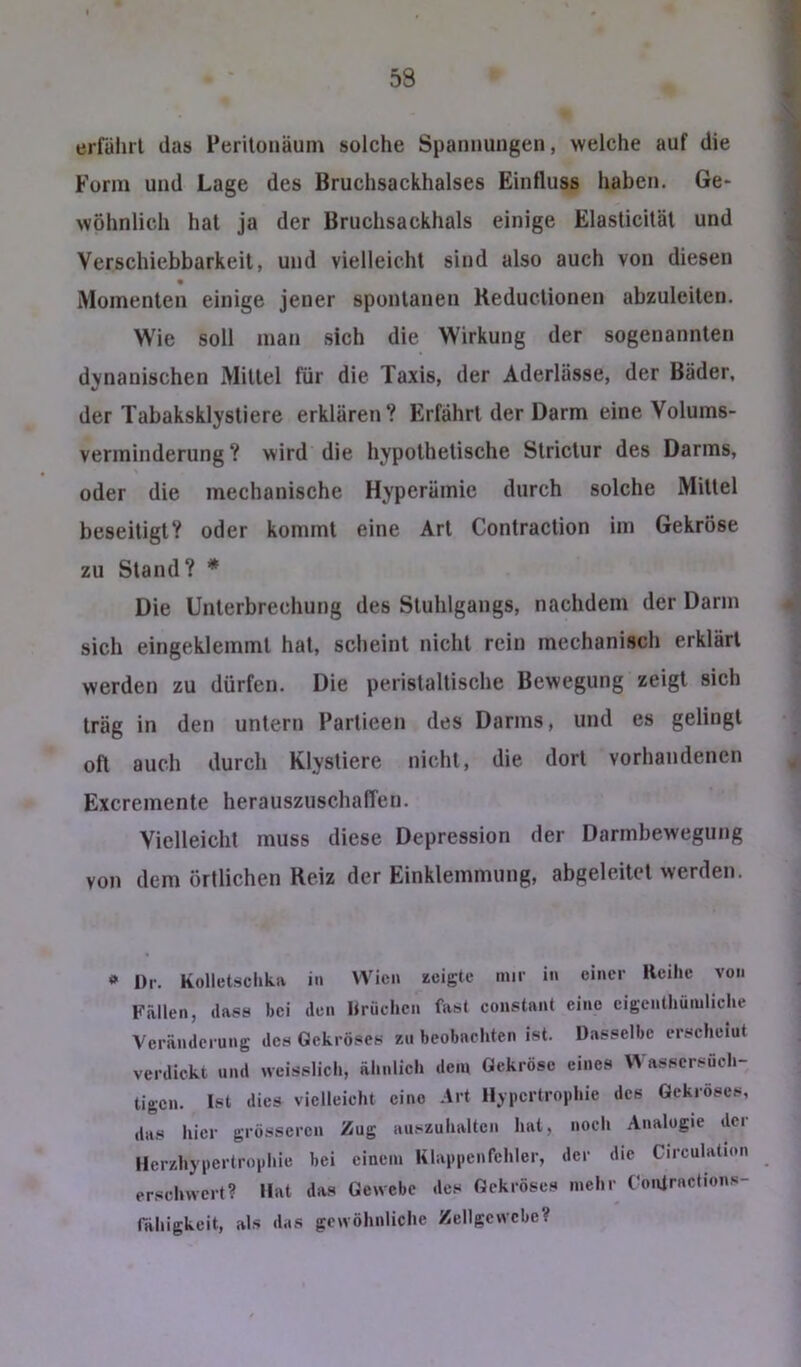 58
erfährt das Peritonäum solche Spannungen, welche auf die
Form und Lage des Bruchsackhalses Einfluss haben. Ge-
wöhnlich hat ja der Bruchsackhals einige Elasticität und
Verschiebbarkeit, und vielleicht sind also auch von diesen
Momenten einige jener spontanen Reductionen abzuleiten.
Wie soll man sich die Wirkung der sogenannten
dynanischen Mittel für die Taxis, der Aderlässe, der Bäder,
der Tabaksklystiere erklären? Erfährt der Darm eine Volums-
verminderung? wird die hypothetische Strictur des Darms,
oder die mechanische Hyperämie durch solche Mittel
beseitigt? oder kommt eine Art Contraction im Gekröse
zu Stand? *
Die Unterbrechung des Stuhlgangs, nachdem der Darm
sich eingeklemmt hat, scheint nicht rein mechanisch erklärt
werden zu dürfen. Die peristaltische Bewegung zeigt sich
träg in den untern Partieen des Darms, und es gelingt
oft auch durch Klystiere nicht, die dort vorhandenen
Excremente herauszuschaffen.
Vielleicht muss diese Depression der Darmbewegung
von dem örtlichen Reiz der Einklemmung, abgeleitet werden.
* Dr. Kolletschka in Wien zeigte mir in einer Reihe von
Fällen, dass bei den Brüchen fast constant eine eigenthümliche
Veränderung des Gekröses zu beobachten ist. Dasselbe erscheint
verdickt und weisslich, ähnlich dem Gekröse eines Wassersüch-
tigen. Ist dies vielleicht eine Art Hypertrophie des Gekröses,
das hier grösseren Zug auszuhalten hat, noch Analogie der
Herzhypertrophie bei einem Klappenfehler, der die Circulation
erschwert? Hat das Gewebe des Gekröses mehr Contractions-
fähigkeit, als das gewöhnliche Zellgewebe?